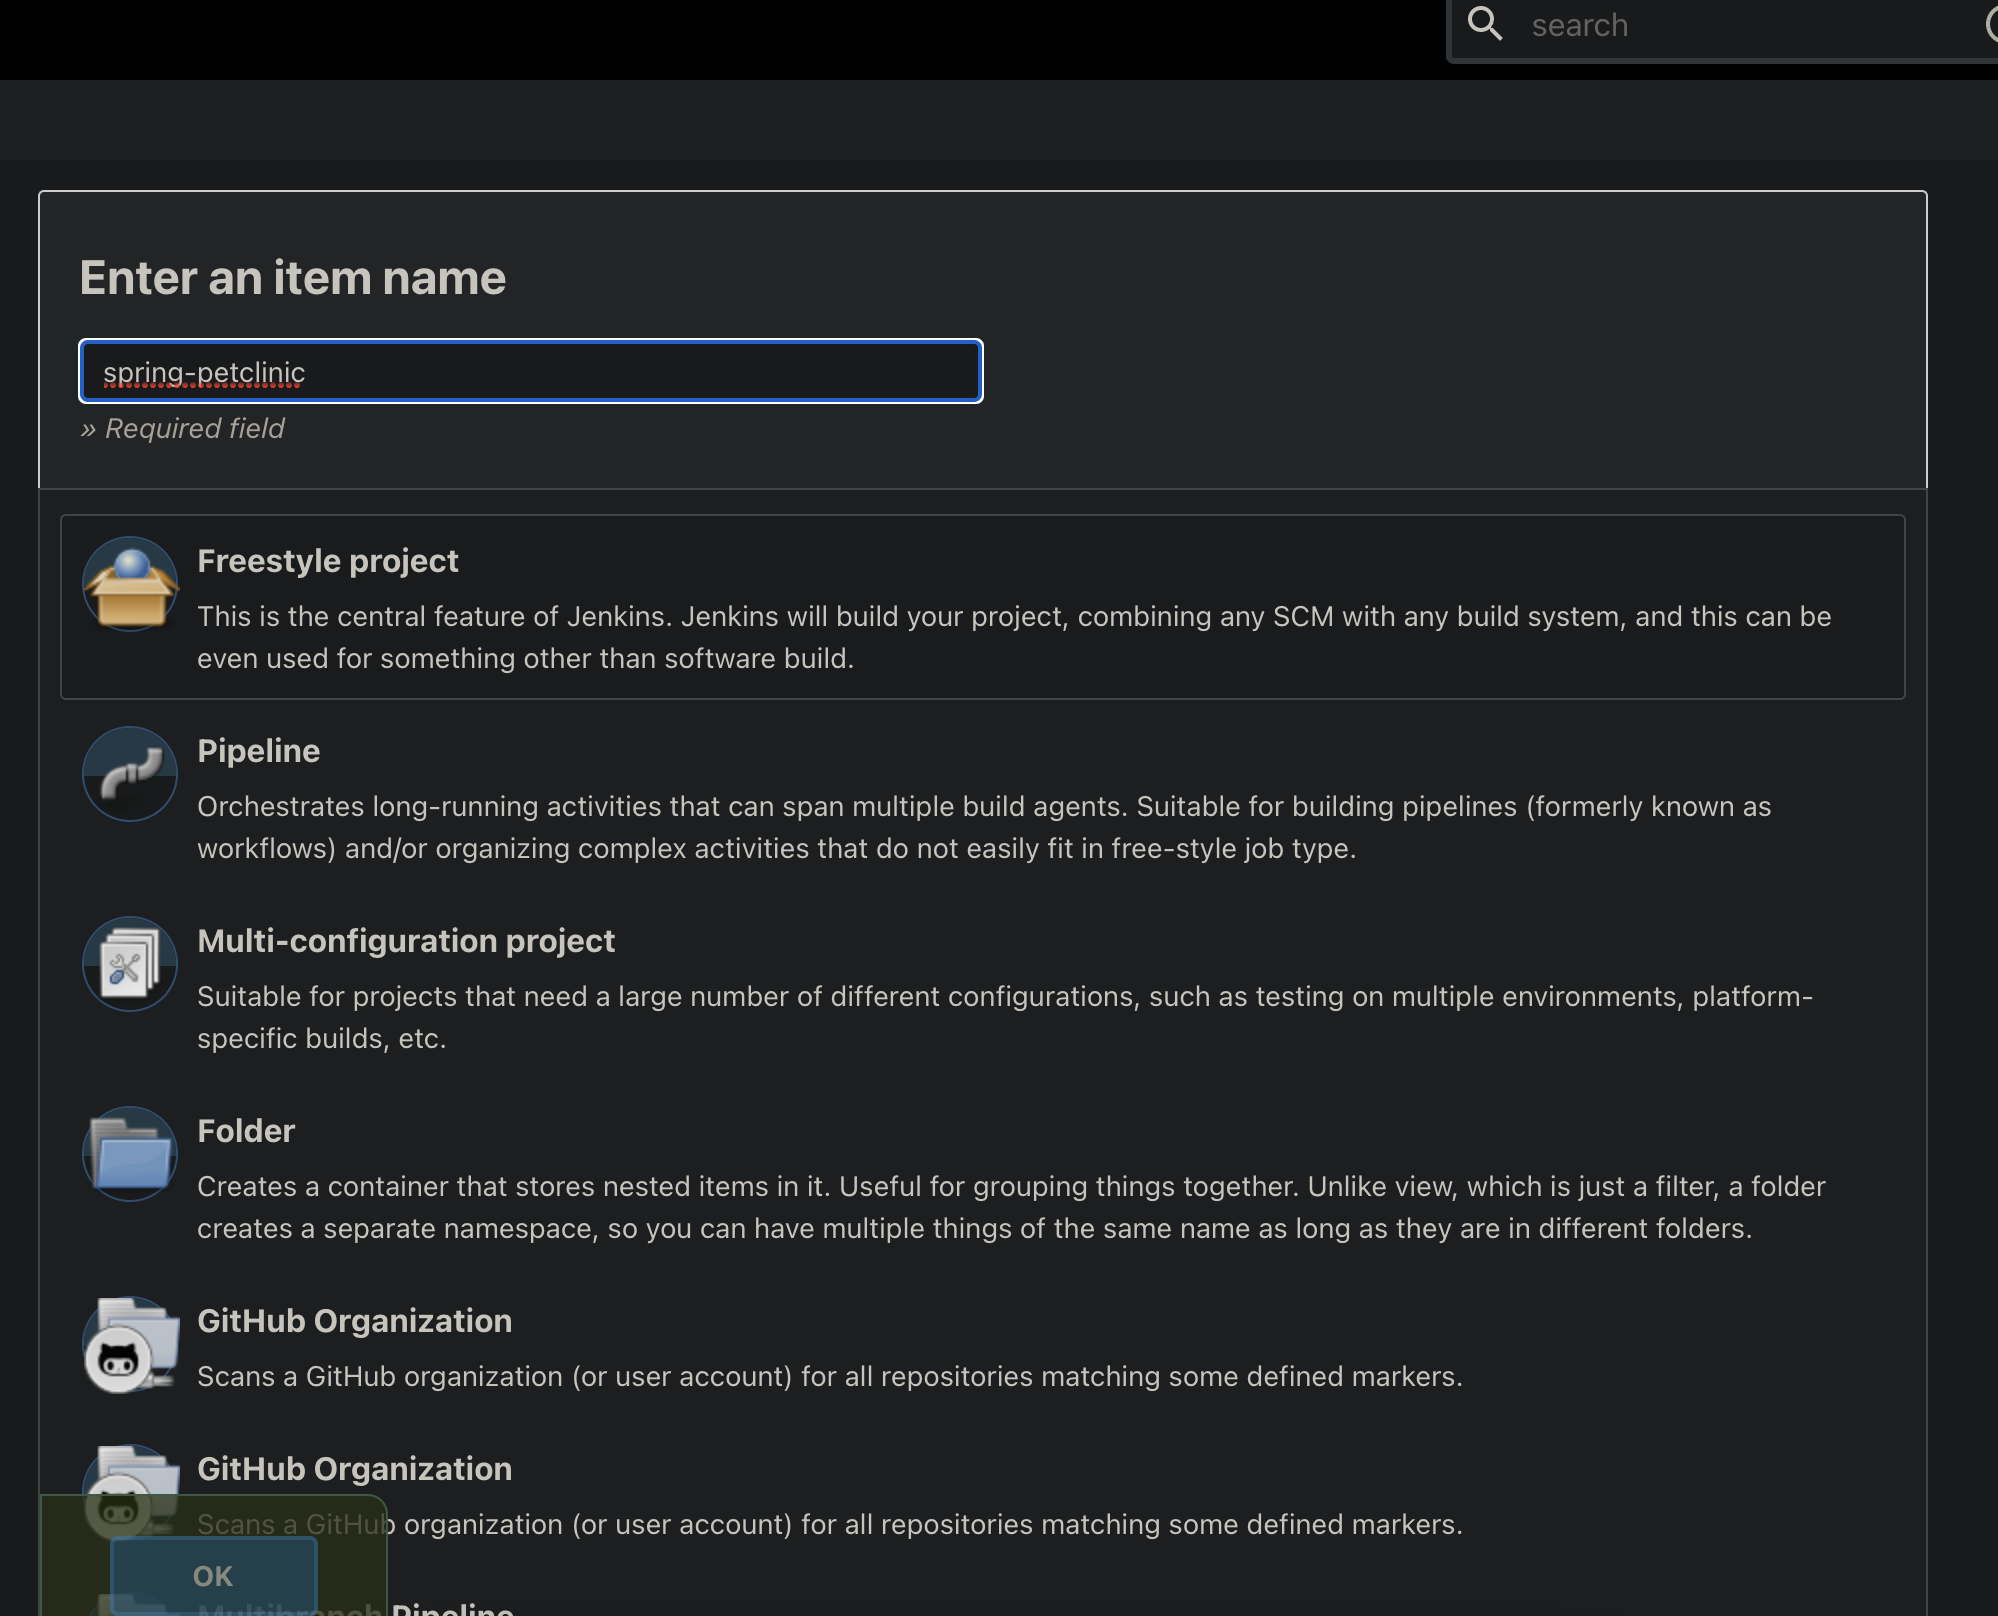 search
Enter an item name
spring-petclinic
» Required field
Freestyle project
This is the central feature of Jenkins. Jenkins will build your project, combining any SCM with any build system, and this can be
even used for something other than software build.
Pipeline
Orchestrates long-running activities that can span multiple build agents. Suitable for building pipelines (formerly known as
workflows) and/or organizing complex activities that do not easily fit in free-style job type.
Multi-configuration project
Suitable for projects that need a large number of different configurations, such as testing on multiple environments, platform-
specific builds, etc.
Folder
Creates a container that stores nested items in it. Useful for grouping things together. Unlike view, which is just a filter, a folder
creates a separate namespace, so you can have multiple things of the same name as long as they are in different folders.
GitHub Organization
Scans a GitHub organization (or user account) for all repositories matching some defined markers.
GitHub Organization
Scans a GitHub organization (or user account) for all repositories matching some defined markers.
OK
Multibranch Pipeline